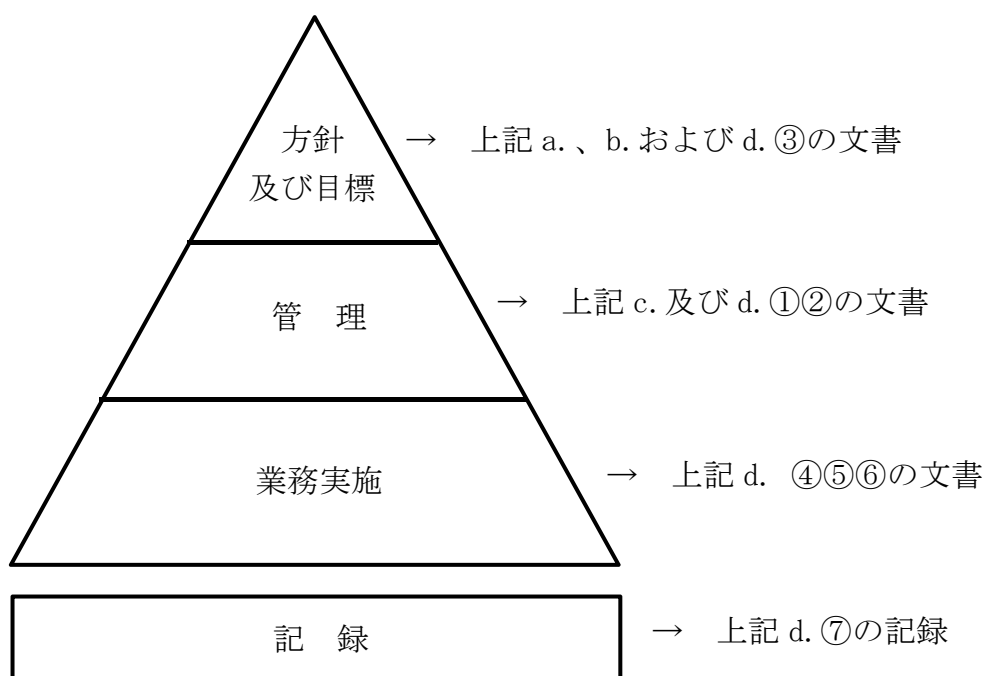 方針
及び目標
→ 上記 a. 、b. および d. ③の文書
管 理
→ 上記 c. 及び d. ①②の文書
業務実施
→ 上記 d. ④⑤⑥の文書
記 録
→ 上記 d. ⑦の記録